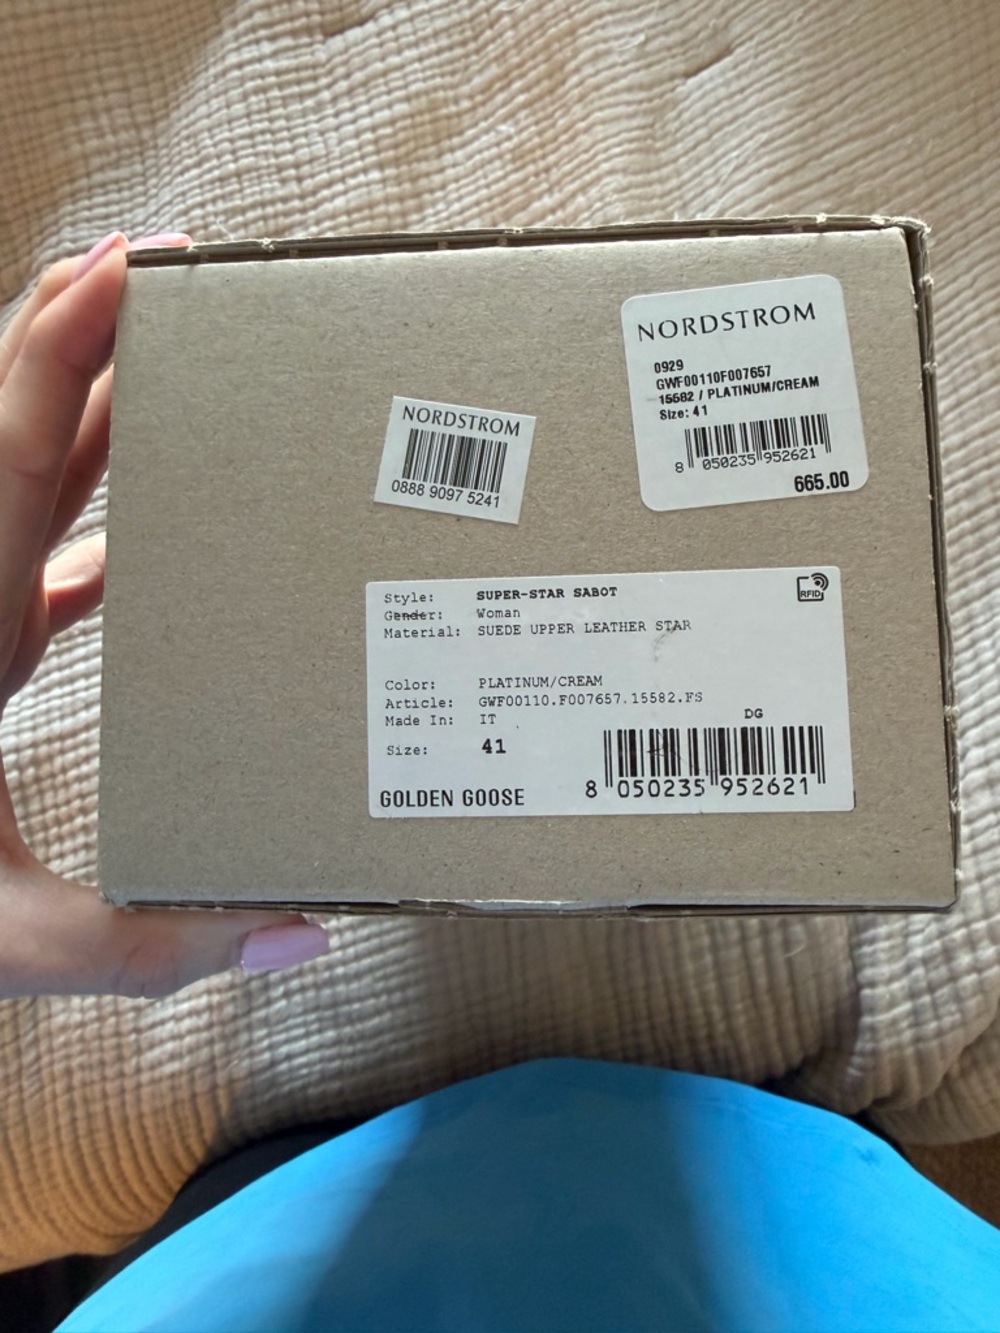 NORDSTROM
0929
GWF00110F007657
15582 / PLATINUM/CREAM
Size: 41
8 050235 952621
665.00
NORDSTROM
0888 9097 5241
RFID
Style: SUPER-STAR SABOT
Gender: Woman
Material: SUEDE UPPER LEATHER STAR
Color: PLATINUM/CREAM
Article: GWF00110.F007657.15582.FS
Made In: IT
DG
Size: 41
8 050235 952621
GOLDEN GOOSE